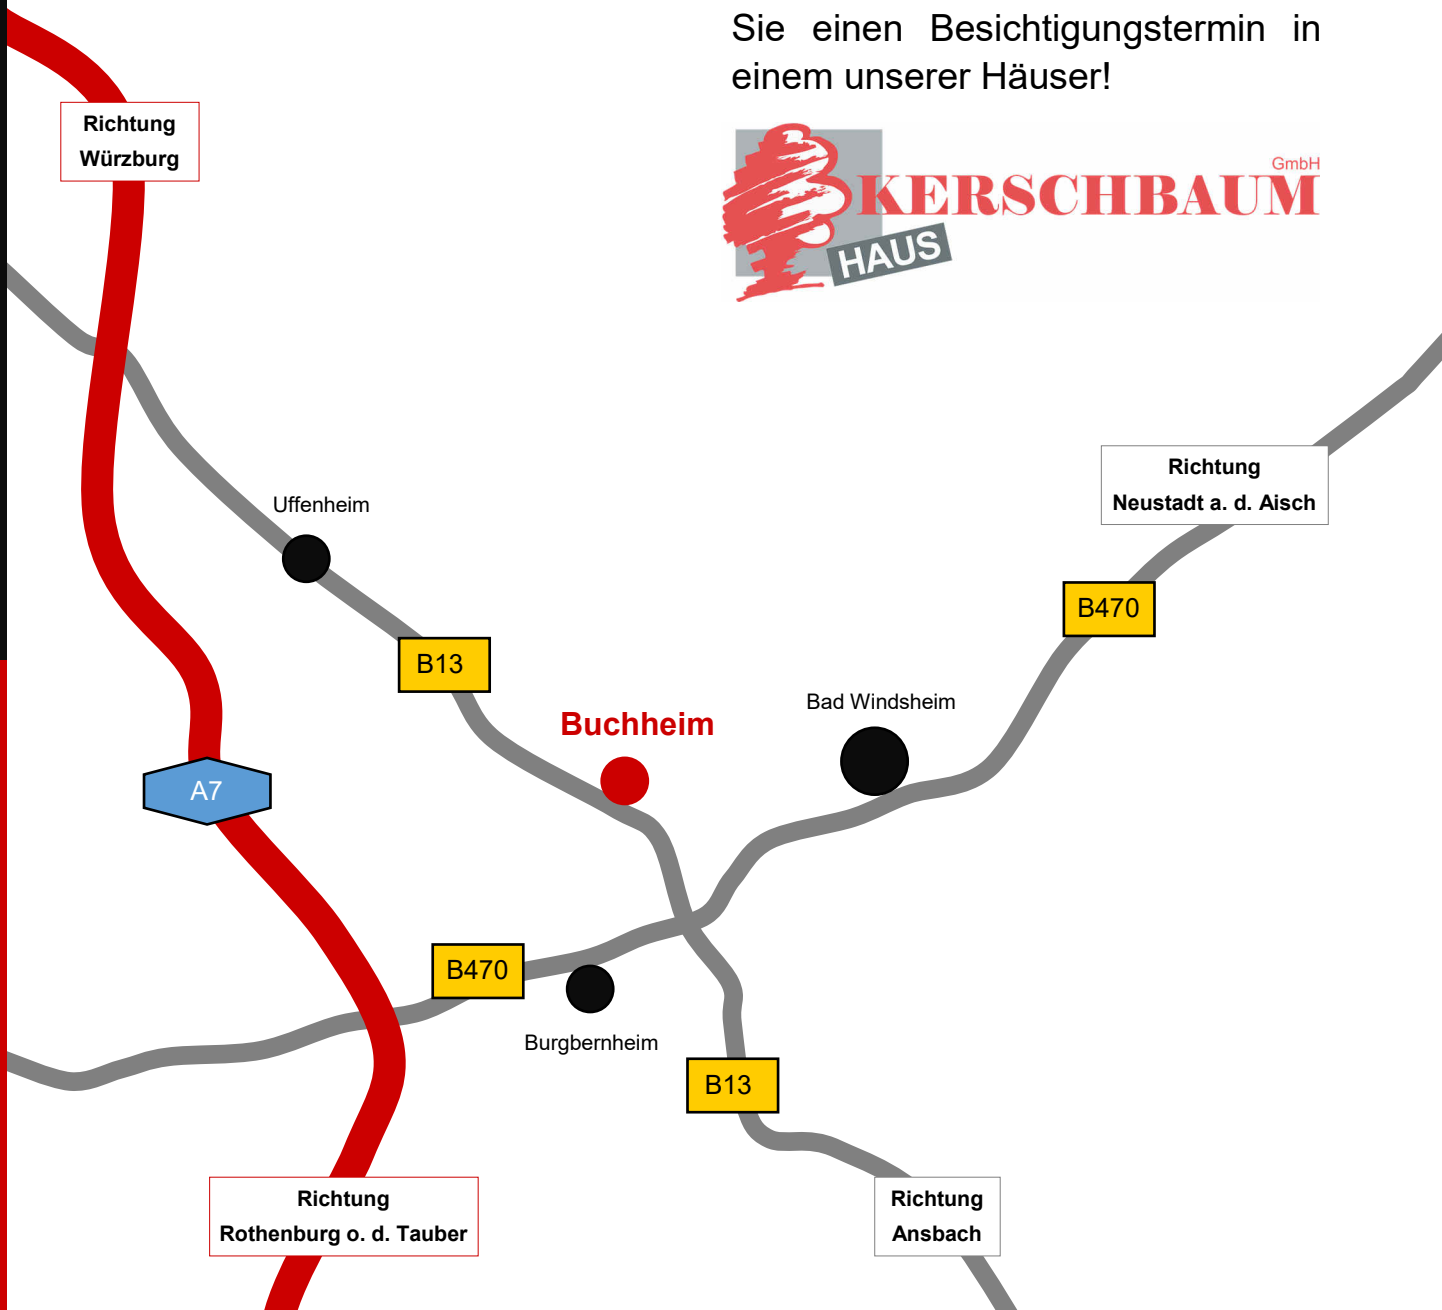 Sie einen Besichtigungstermin in
einem unserer Häuser!
GmbH
KERSCHBAUM
HAUS
Richtung
Würzburg
Richtung
Neustadt a. d. Aisch
Uffenheim
B470
B13
Bad Windsheim
Buchheim
A7
B470
Burgbernheim
B13
Richtung
Rothenburg o. d. Tauber
Richtung
Ansbach